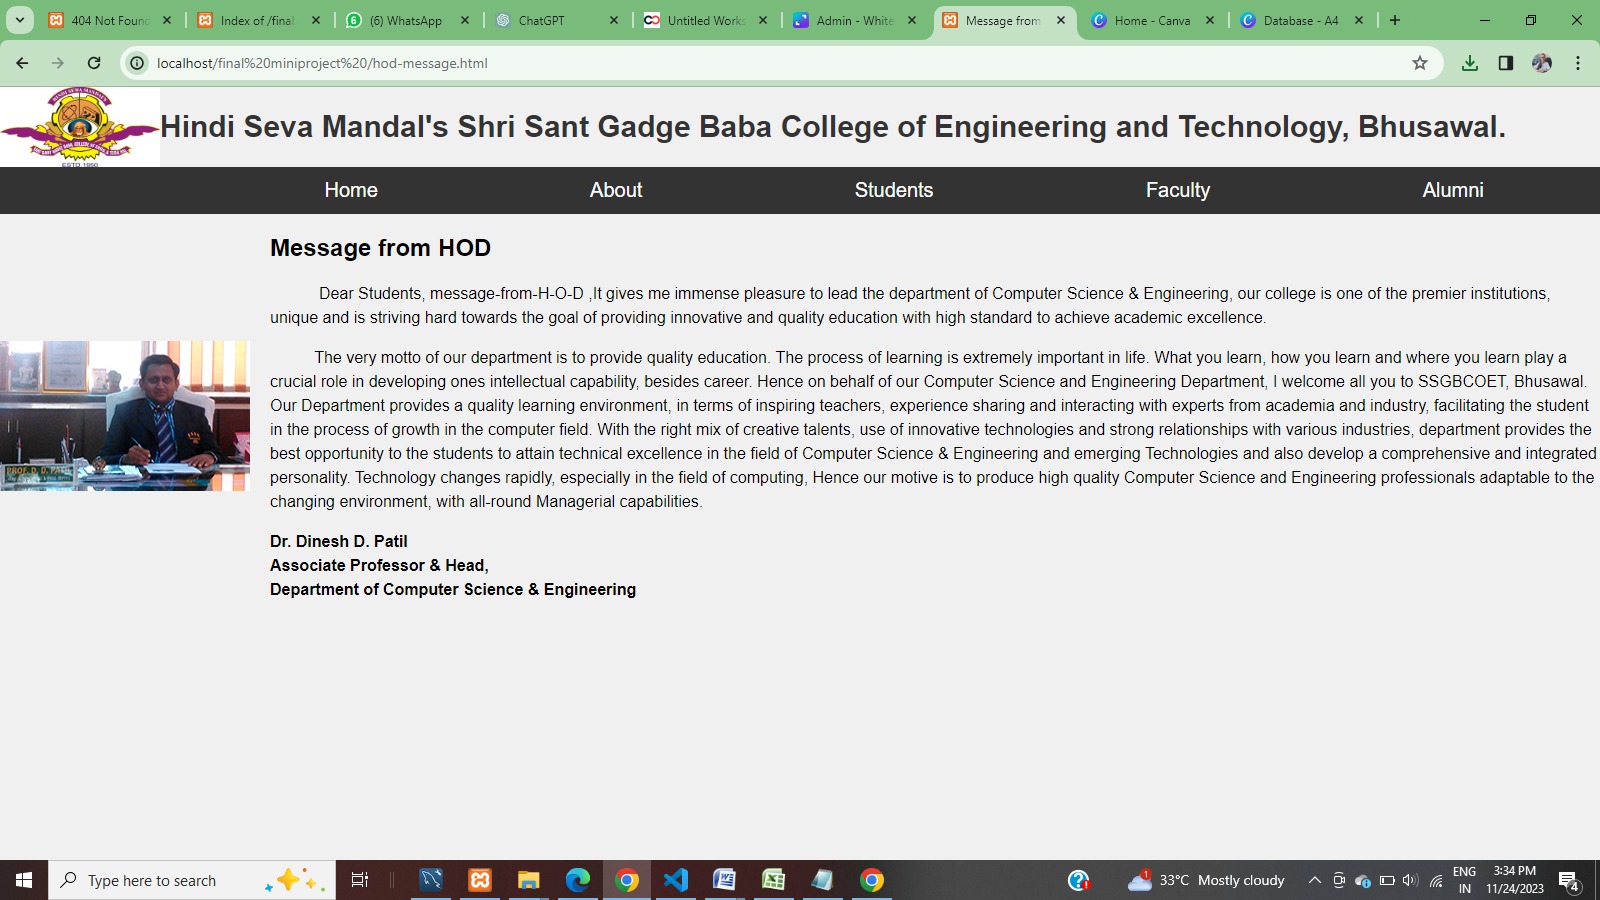 404 Not Found
Index of /final
(6) WhatsApp
ChatGPT
Untitled Works
Admin - White
Message from
Home - Canva
Database - A4
localhost/final%20miniproject%20/hod-message.html
Hindi Seva Mandal's Shri Sant Gadge Baba College of Engineering and Technology, Bhusawal.
ESTD.1990
Home About Students Faculty Alumni
Message from HOD
Dear Students, message-from-H-O-D ,It gives me immense pleasure to lead the department of Computer Science & Engineering, our college is one of the premier institutions,
unique and is striving hard towards the goal of providing innovative and quality education with high standard to achieve academic excellence.
The very motto of our department is to provide quality education. The process of learning is extremely important in life. What you learn, how you learn and where you learn play a
crucial role in developing ones intellectual capability, besides career. Hence on behalf of our Computer Science and Engineering Department, I welcome all you to SSGBCOET, Bhusawal.
Our Department provides a quality learning environment, in terms of inspiring teachers, experience sharing and interacting with experts from academia and industry, facilitating the student
in the process of growth in the computer field. With the right mix of creative talents, use of innovative technologies and strong relationships with various industries, department provides the
best opportunity to the students to attain technical excellence in the field of Computer Science & Engineering and emerging Technologies and also develop a comprehensive and integrated
personality. Technology changes rapidly, especially in the field of computing, Hence our motive is to produce high quality Computer Science and Engineering professionals adaptable to the
changing environment, with all-round Managerial capabilities.
PROF. D. D. PATIL
Dr. Dinesh D. Patil
Associate Professor & Head,
Department of Computer Science & Engineering
Type here to search
1
33°C Mostly cloudy
ENG
IN
3:34 PM
11/24/2023
4